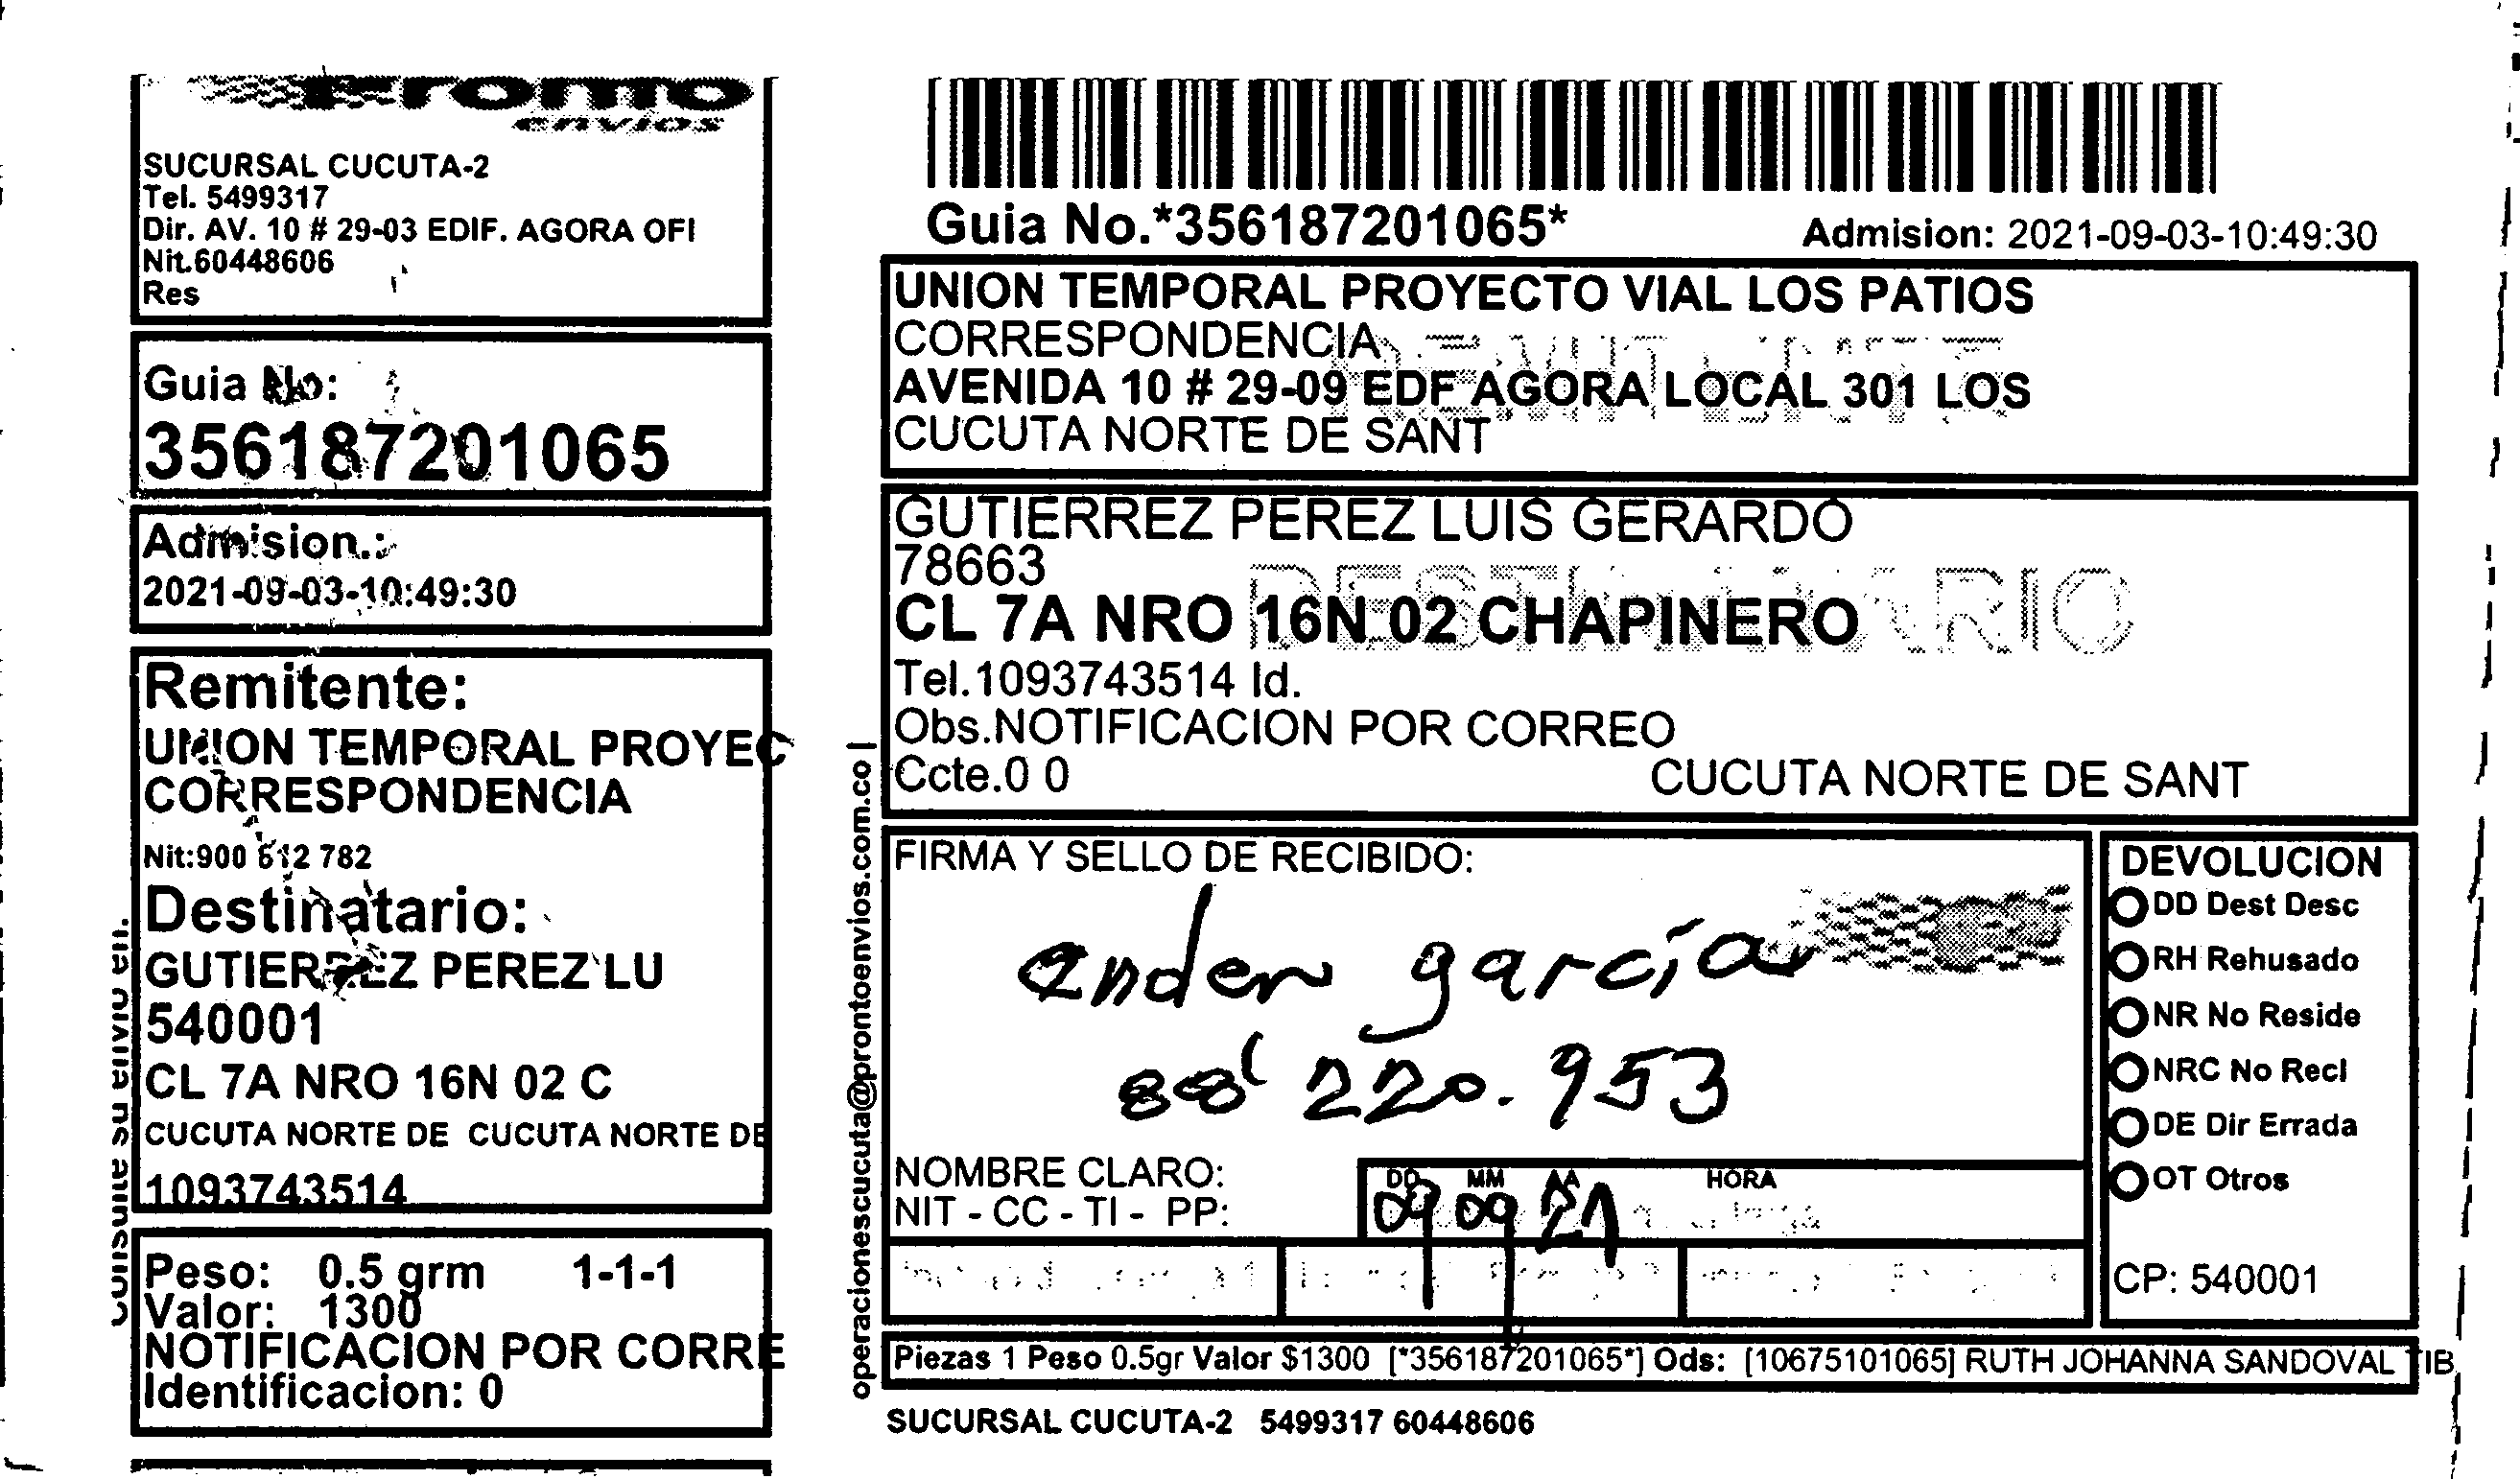 Pronto
envios
SUCURSAL CUCUTA-2
Tel. 5499317
Dir. AV. 10 # 29-03 EDIF. AGORA OFI
Nit.60448606
Res
Guia No:
356187201065
Admision.:
2021-09-03-10:49:30
Remitente:
UNION TEMPORAL PROYEC
CORRESPONDENCIA
Nit:900 612 782
Destinatario:
GUTIERREZ PEREZ LU
540001
CL 7A NRO 16N 02 C
CUCUTA NORTE DE CUCUTA NORTE DE
1093743514
Peso: 0.5 grm 1-1-1
Valor: 1300
NOTIFICACION POR CORRE
Identificacion: 0
Consulte su envio en.
operacionescucuta@prontoenvios.com.co |
Guia No.*356187201065*
Admision: 2021-09-03-10:49:30
UNION TEMPORAL PROYECTO VIAL LOS PATIOS
CORRESPONDENCIA
REMITENTE
AVENIDA 10 # 29-09 EDF AGORA LOCAL 301 LOS
CUCUTA NORTE DE SANT
GUTIERREZ PEREZ LUIS GERARDO
78663
DESTINATARIO
CL 7A NRO 16N 02 CHAPINERO
Tel.1093743514 Id.
Obs.NOTIFICACION POR CORREO
Ccte.0 0 CUCUTA NORTE DE SANT
FIRMA Y SELLO DE RECIBIDO:
ander garcia
88' 220.953
NOMBRE CLARO:
NIT - CC - TI - PP:
DD MM AA HORA
09 09 21
DEVOLUCION
DD Dest Desc
RH Rehusado
NR No Reside
NRC No Recl
DE Dir Errada
OT Otros
CP: 540001
Piezas 1 Peso 0.5gr Valor $1300 [*356187201065*] Ods: [10675101065] RUTH JOHANNA SANDOVAL TIB
SUCURSAL CUCUTA-2 5499317 60448606